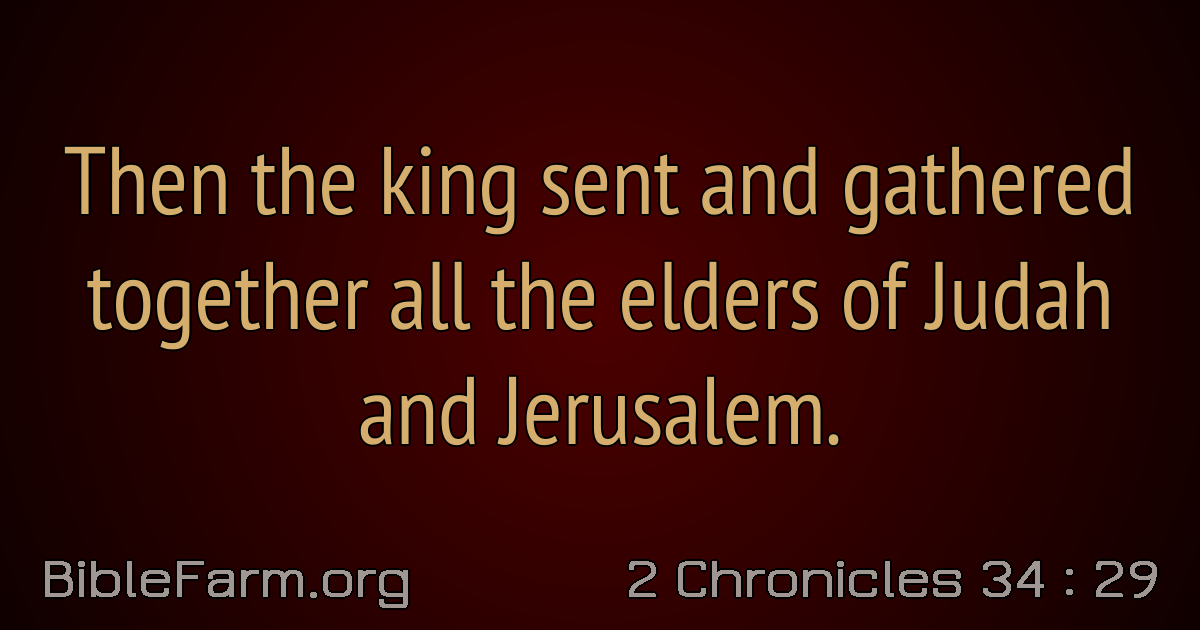 Then the king sent and gathered
together all the elders of Judah
and Jerusalem.
BibleFarm.org
2 Chronicles 34 : 29